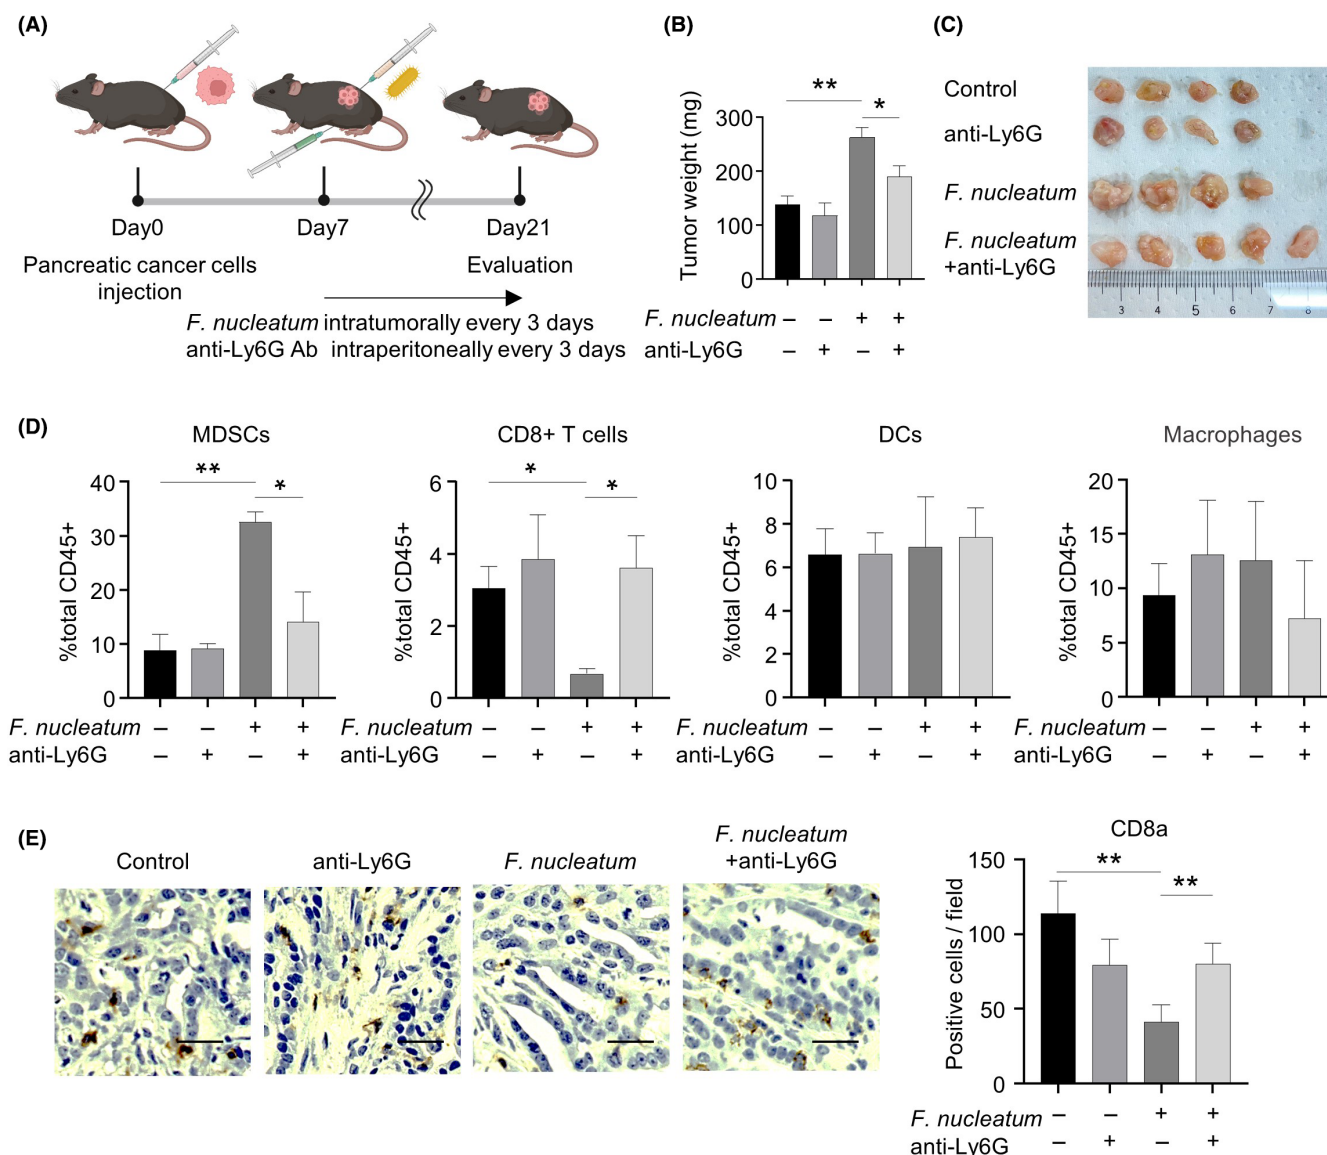 (A)
Day0
Day7
Day21
Pancreatic cancer cells
injection
Evaluation
F. nucleatum intratumorally every 3 days
anti-Ly6G Ab intraperitoneally every 3 days
(B)
Tumor weight (mg)
300
200
100
0
**
*
F. nucleatum – – + +
anti-Ly6G – + – +
(C)
Control
anti-Ly6G
F. nucleatum
F. nucleatum
+anti-Ly6G
3 4 5 6 7 8
(D)
MDSCs
%total CD45+
40
30
20
10
0
**
*
F. nucleatum – – + +
anti-Ly6G – + – +
CD8+ T cells
%total CD45+
6
4
2
0
*
*
F. nucleatum – – + +
anti-Ly6G – + – +
DCs
%total CD45+
10
8
6
4
2
0
F. nucleatum – – + +
anti-Ly6G – + – +
Macrophages
%total CD45+
20
15
10
5
0
F. nucleatum – – + +
anti-Ly6G – + – +
(E)
Control
anti-Ly6G
F. nucleatum
F. nucleatum
+anti-Ly6G
CD8a
Positive cells / field
150
100
50
0
**
**
F. nucleatum – – + +
anti-Ly6G – + – +